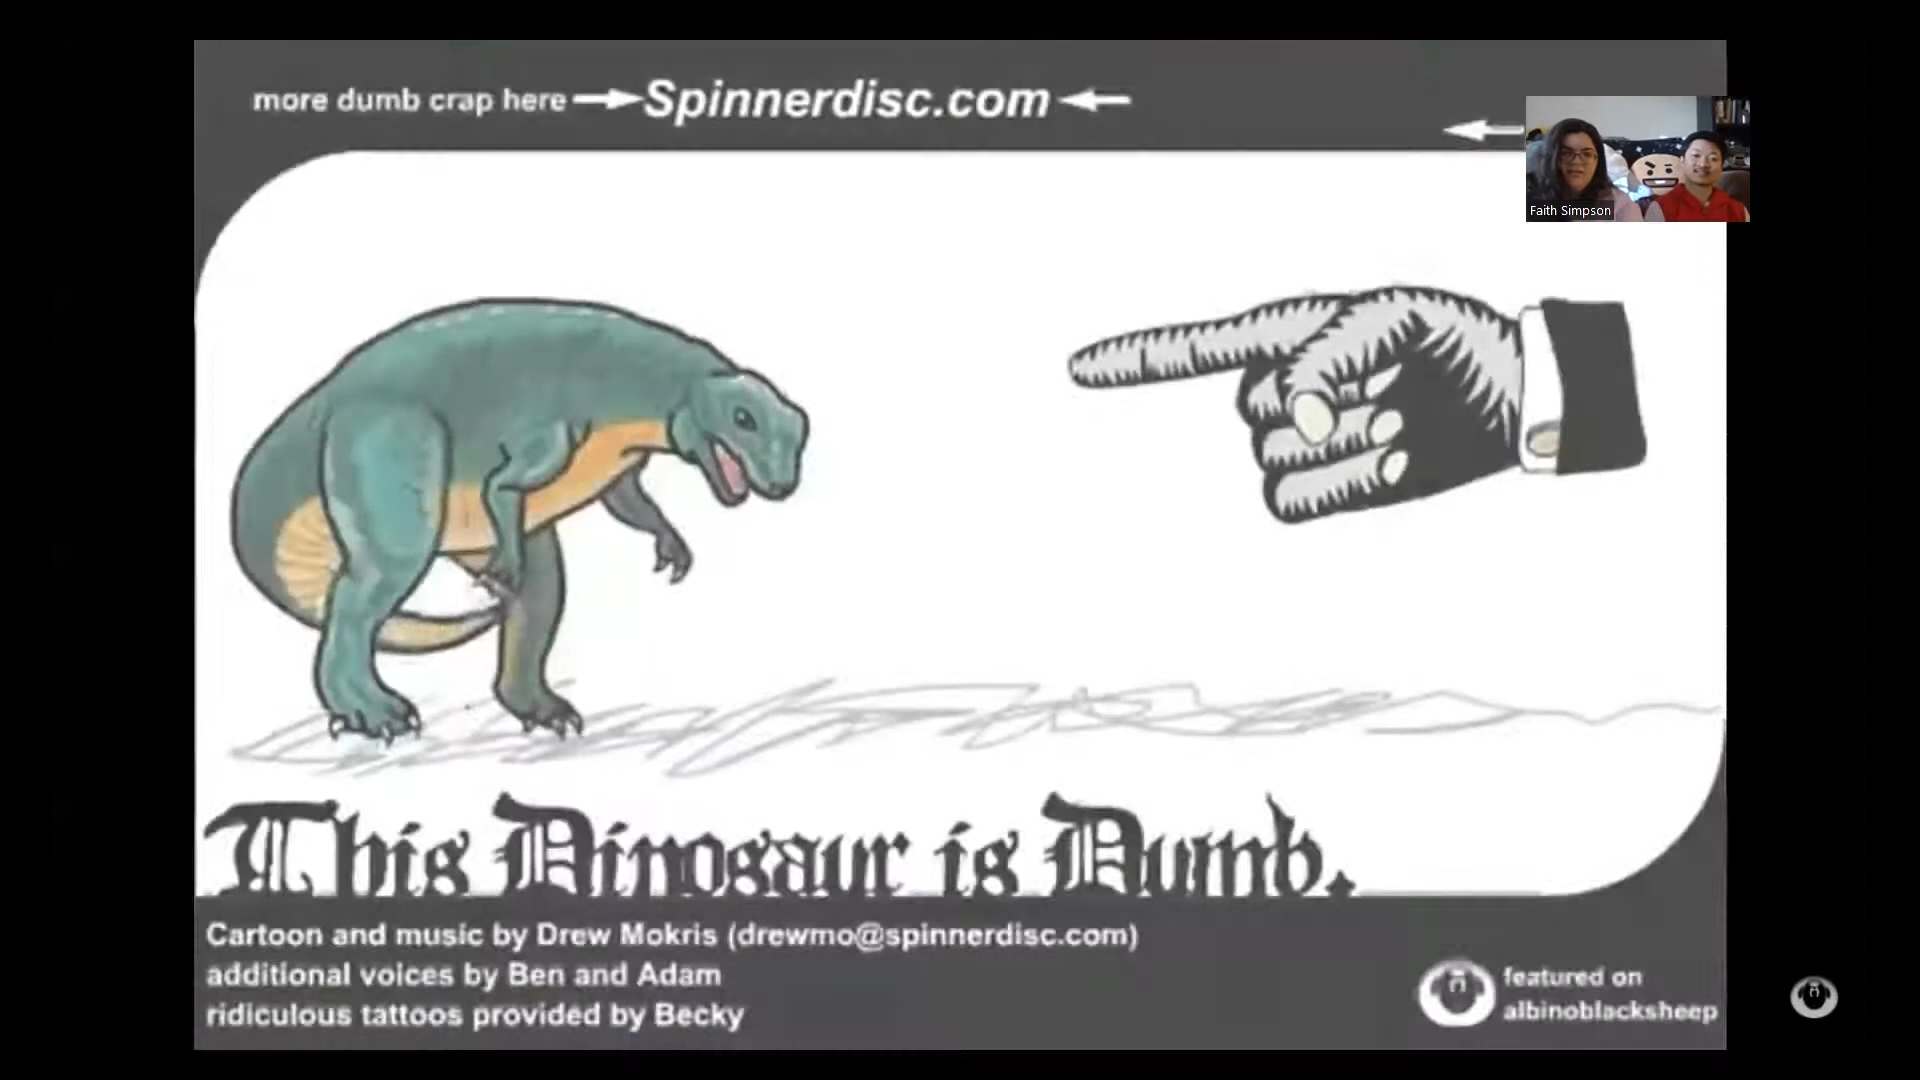 more dumb crap here Spinnerdisc.com
Faith Simpson
This Dinosaur is Dumb.
Cartoon and music by Drew Mokris (drewmo@spinnerdisc.com)
additional voices by Ben and Adam
ridiculous tattoos provided by Becky
featured on
albinoblacksheep